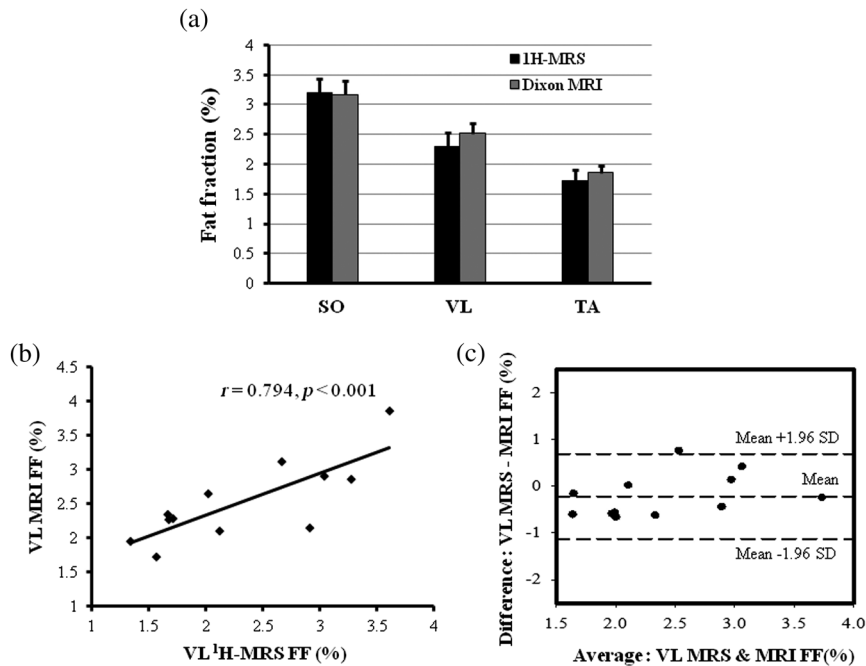 (a)
4
3.5
3
2.5
2
1.5
1
0.5
0
Fat fraction (%)
1H-MRS
Dixon MRI
SO VL TA
(b)
4.5
4
3.5
3
2.5
2
1.5
1
VL MRI FF (%)
r = 0.794, p < 0.001
1 1.5 2 2.5 3 3.5 4
VL ¹H-MRS FF (%)
(c)
2
1
0
-1
-2
Difference: VL MRS - MRI FF (%)
Mean +1.96 SD
Mean
Mean -1.96 SD
1.5 2.0 2.5 3.0 3.5 4.0
Average: VL MRS & MRI FF(%)